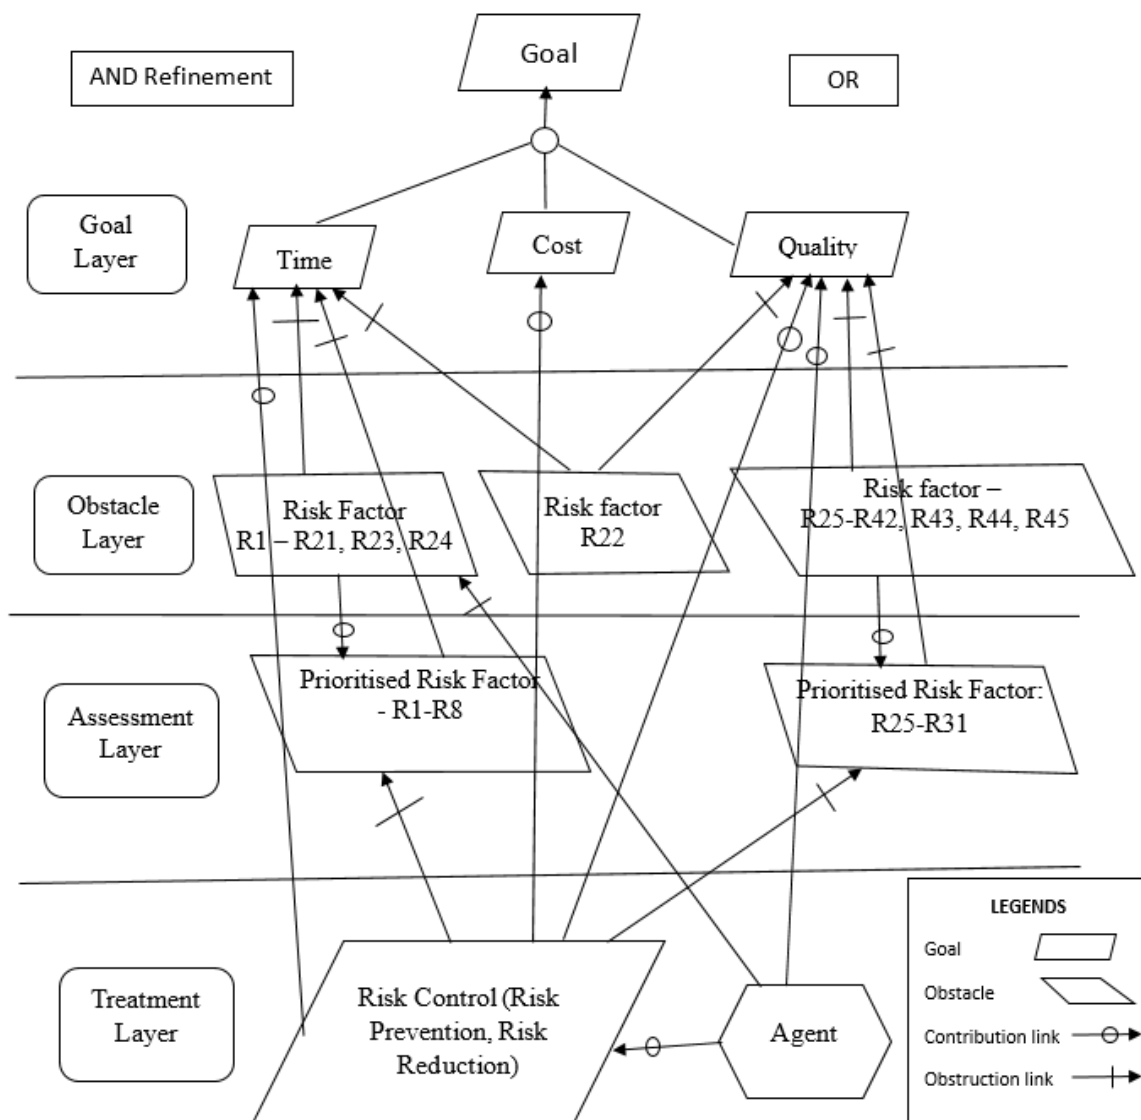 Goal
AND Refinement
OR
Goal
Layer
Time
Cost
Quality
Obstacle
Layer
Risk Factor
R1 – R21, R23, R24
Risk factor
R22
Risk factor –
R25-R42, R43, R44, R45
Assessment
Layer
Prioritised Risk Factor
- R1-R8
Prioritised Risk Factor:
R25-R31
Treatment
Layer
Risk Control (Risk
Prevention, Risk
Reduction)
Agent
LEGENDS
Goal
Obstacle
Contribution link
Obstruction link